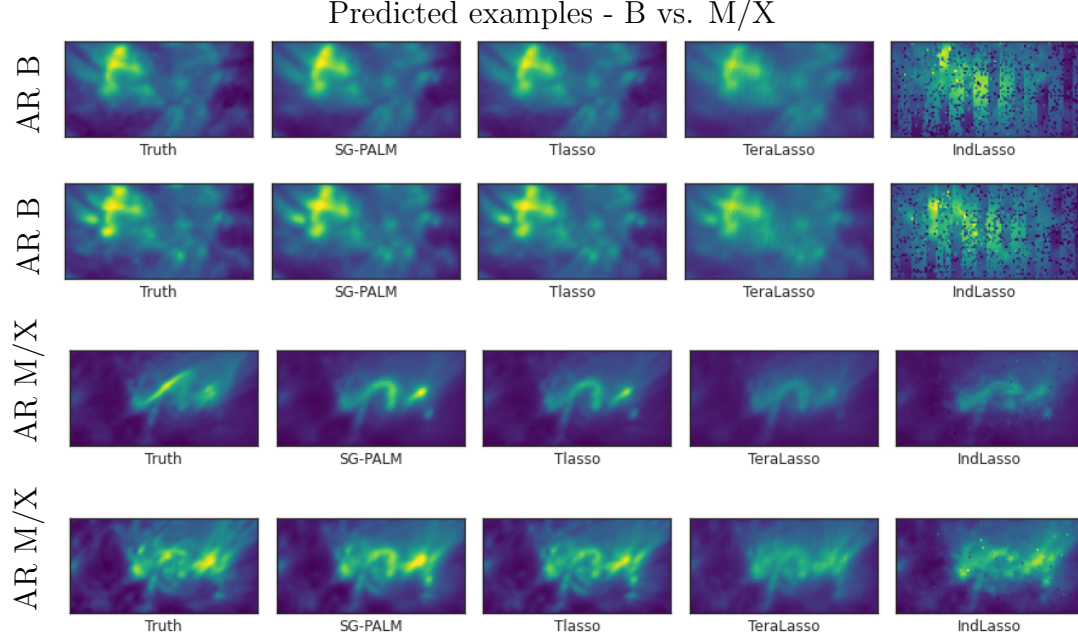 Predicted examples - B vs. M/X
AR B
Truth SG-PALM Tlasso TeraLasso IndLasso
AR B
Truth SG-PALM Tlasso TeraLasso IndLasso
AR M/X
Truth SG-PALM Tlasso TeraLasso IndLasso
AR M/X
Truth SG-PALM Tlasso TeraLasso IndLasso